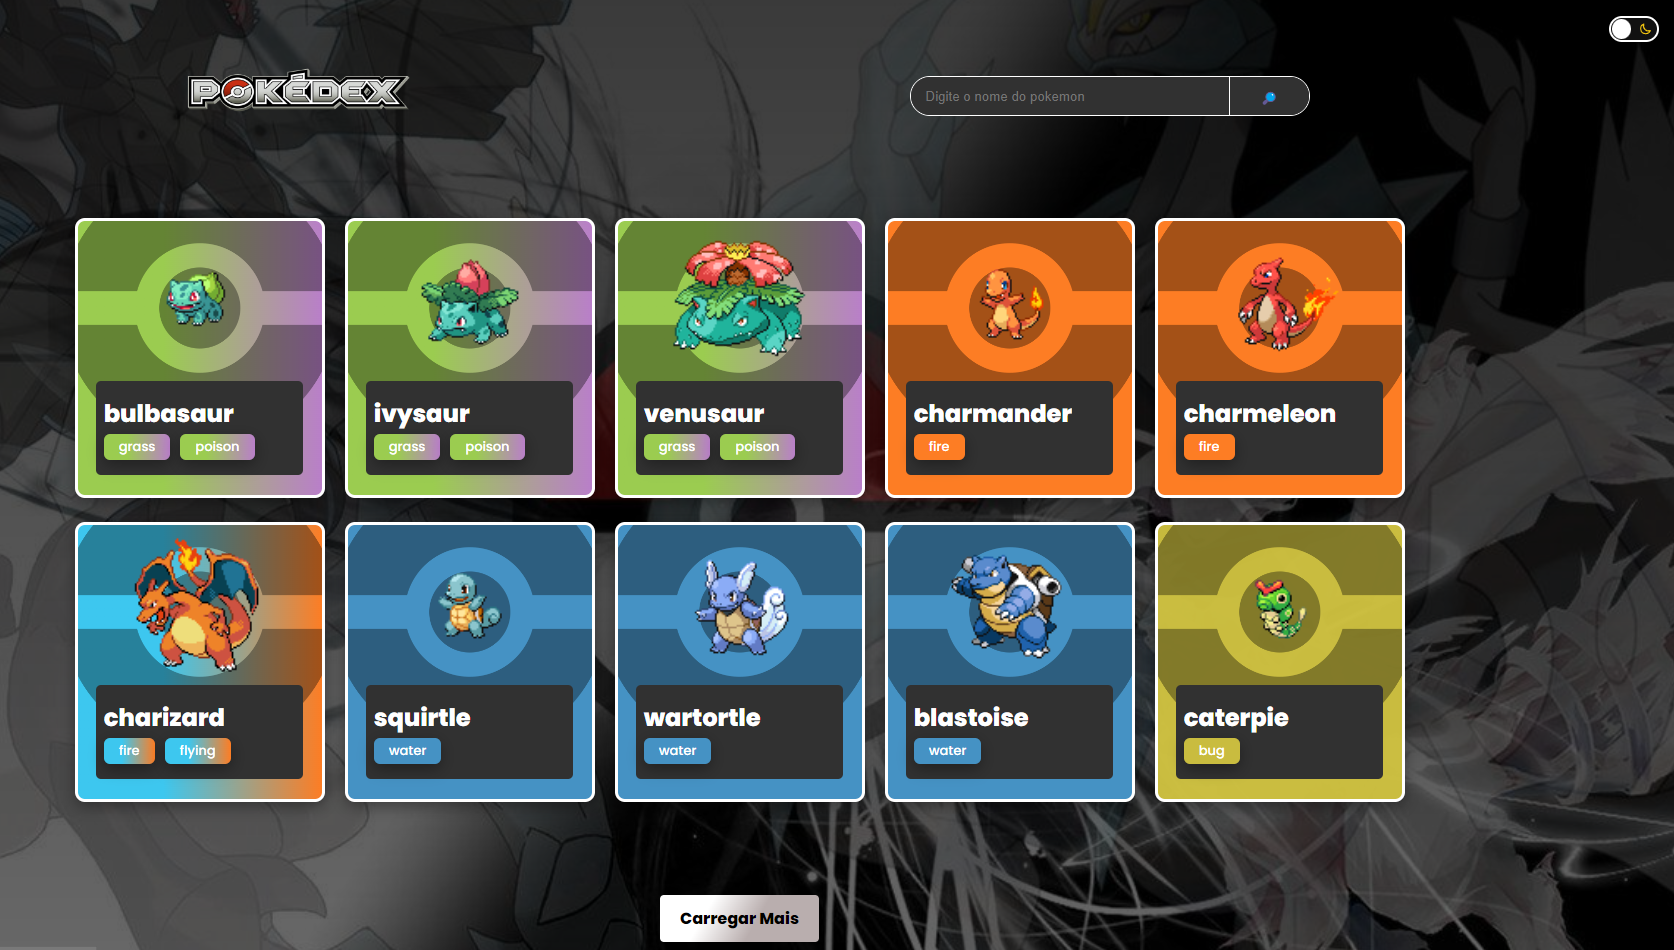 POKÉDEX
Digite o nome do pokemon
bulbasaur
grass poison
ivysaur
grass poison
venusaur
grass poison
charmander
fire
charmeleon
fire
charizard
fire flying
squirtle
water
wartortle
water
blastoise
water
caterpie
bug
Carregar Mais